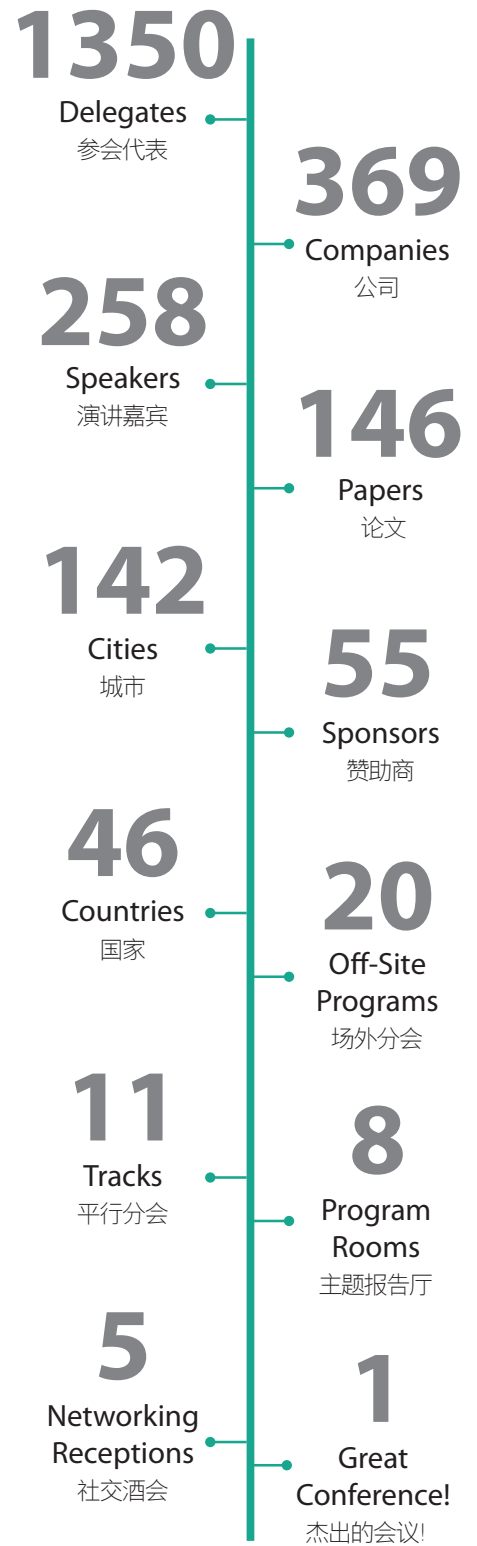 1350
Delegates
参会代表
369
Companies
公司
258
Speakers
演讲嘉宾
146
Papers
论文
142
Cities
城市
55
Sponsors
赞助商
46
Countries
国家
20
Off-Site
Programs
场外分会
11
Tracks
平行分会
8
Program
Rooms
主题报告厅
5
Networking
Receptions
社交酒会
1
Great
Conference!
杰出的会议!